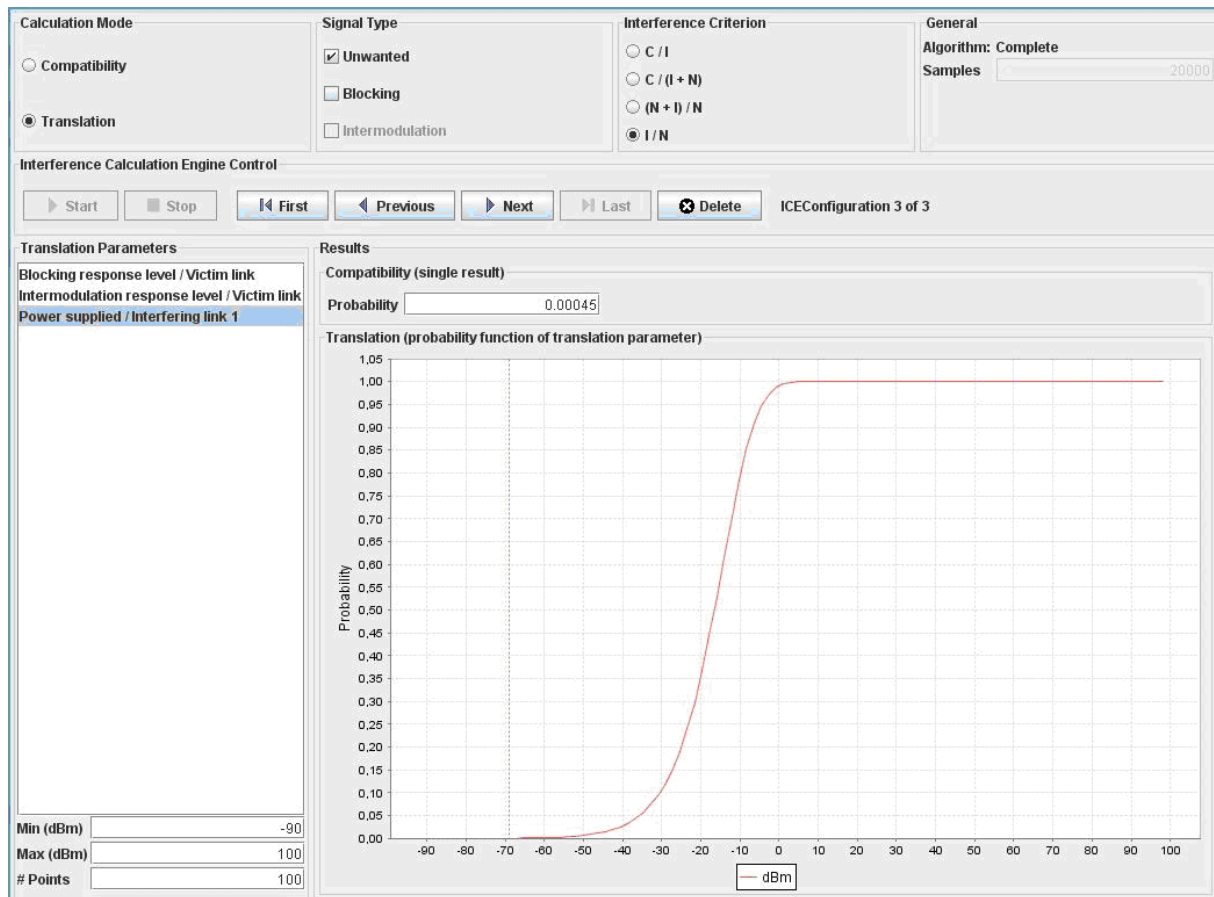 Calculation Mode
Compatibility
Translation
Signal Type
Unwanted
Blocking
Intermodulation
Interference Criterion
C / I
C / (I + N)
(N + I) / N
I / N
General
Algorithm: Complete
Samples 20000
Interference Calculation Engine Control
Start Stop First Previous Next Last Delete ICEConfiguration 3 of 3
Translation Parameters
Blocking response level / Victim link
Intermodulation response level / Victim link
Power supplied / Interfering link 1
Min (dBm) -90
Max (dBm) 100
# Points 100
Results
Compatibility (single result)
Probability 0.00045
Translation (probability function of translation parameter)
Probability
1,05
1,00
0,95
0,90
0,85
0,80
0,75
0,70
0,65
0,60
0,55
0,50
0,45
0,40
0,35
0,30
0,25
0,20
0,15
0,10
0,05
0,00
-90 -80 -70 -60 -50 -40 -30 -20 -10 0 10 20 30 40 50 60 70 80 90 100
dBm